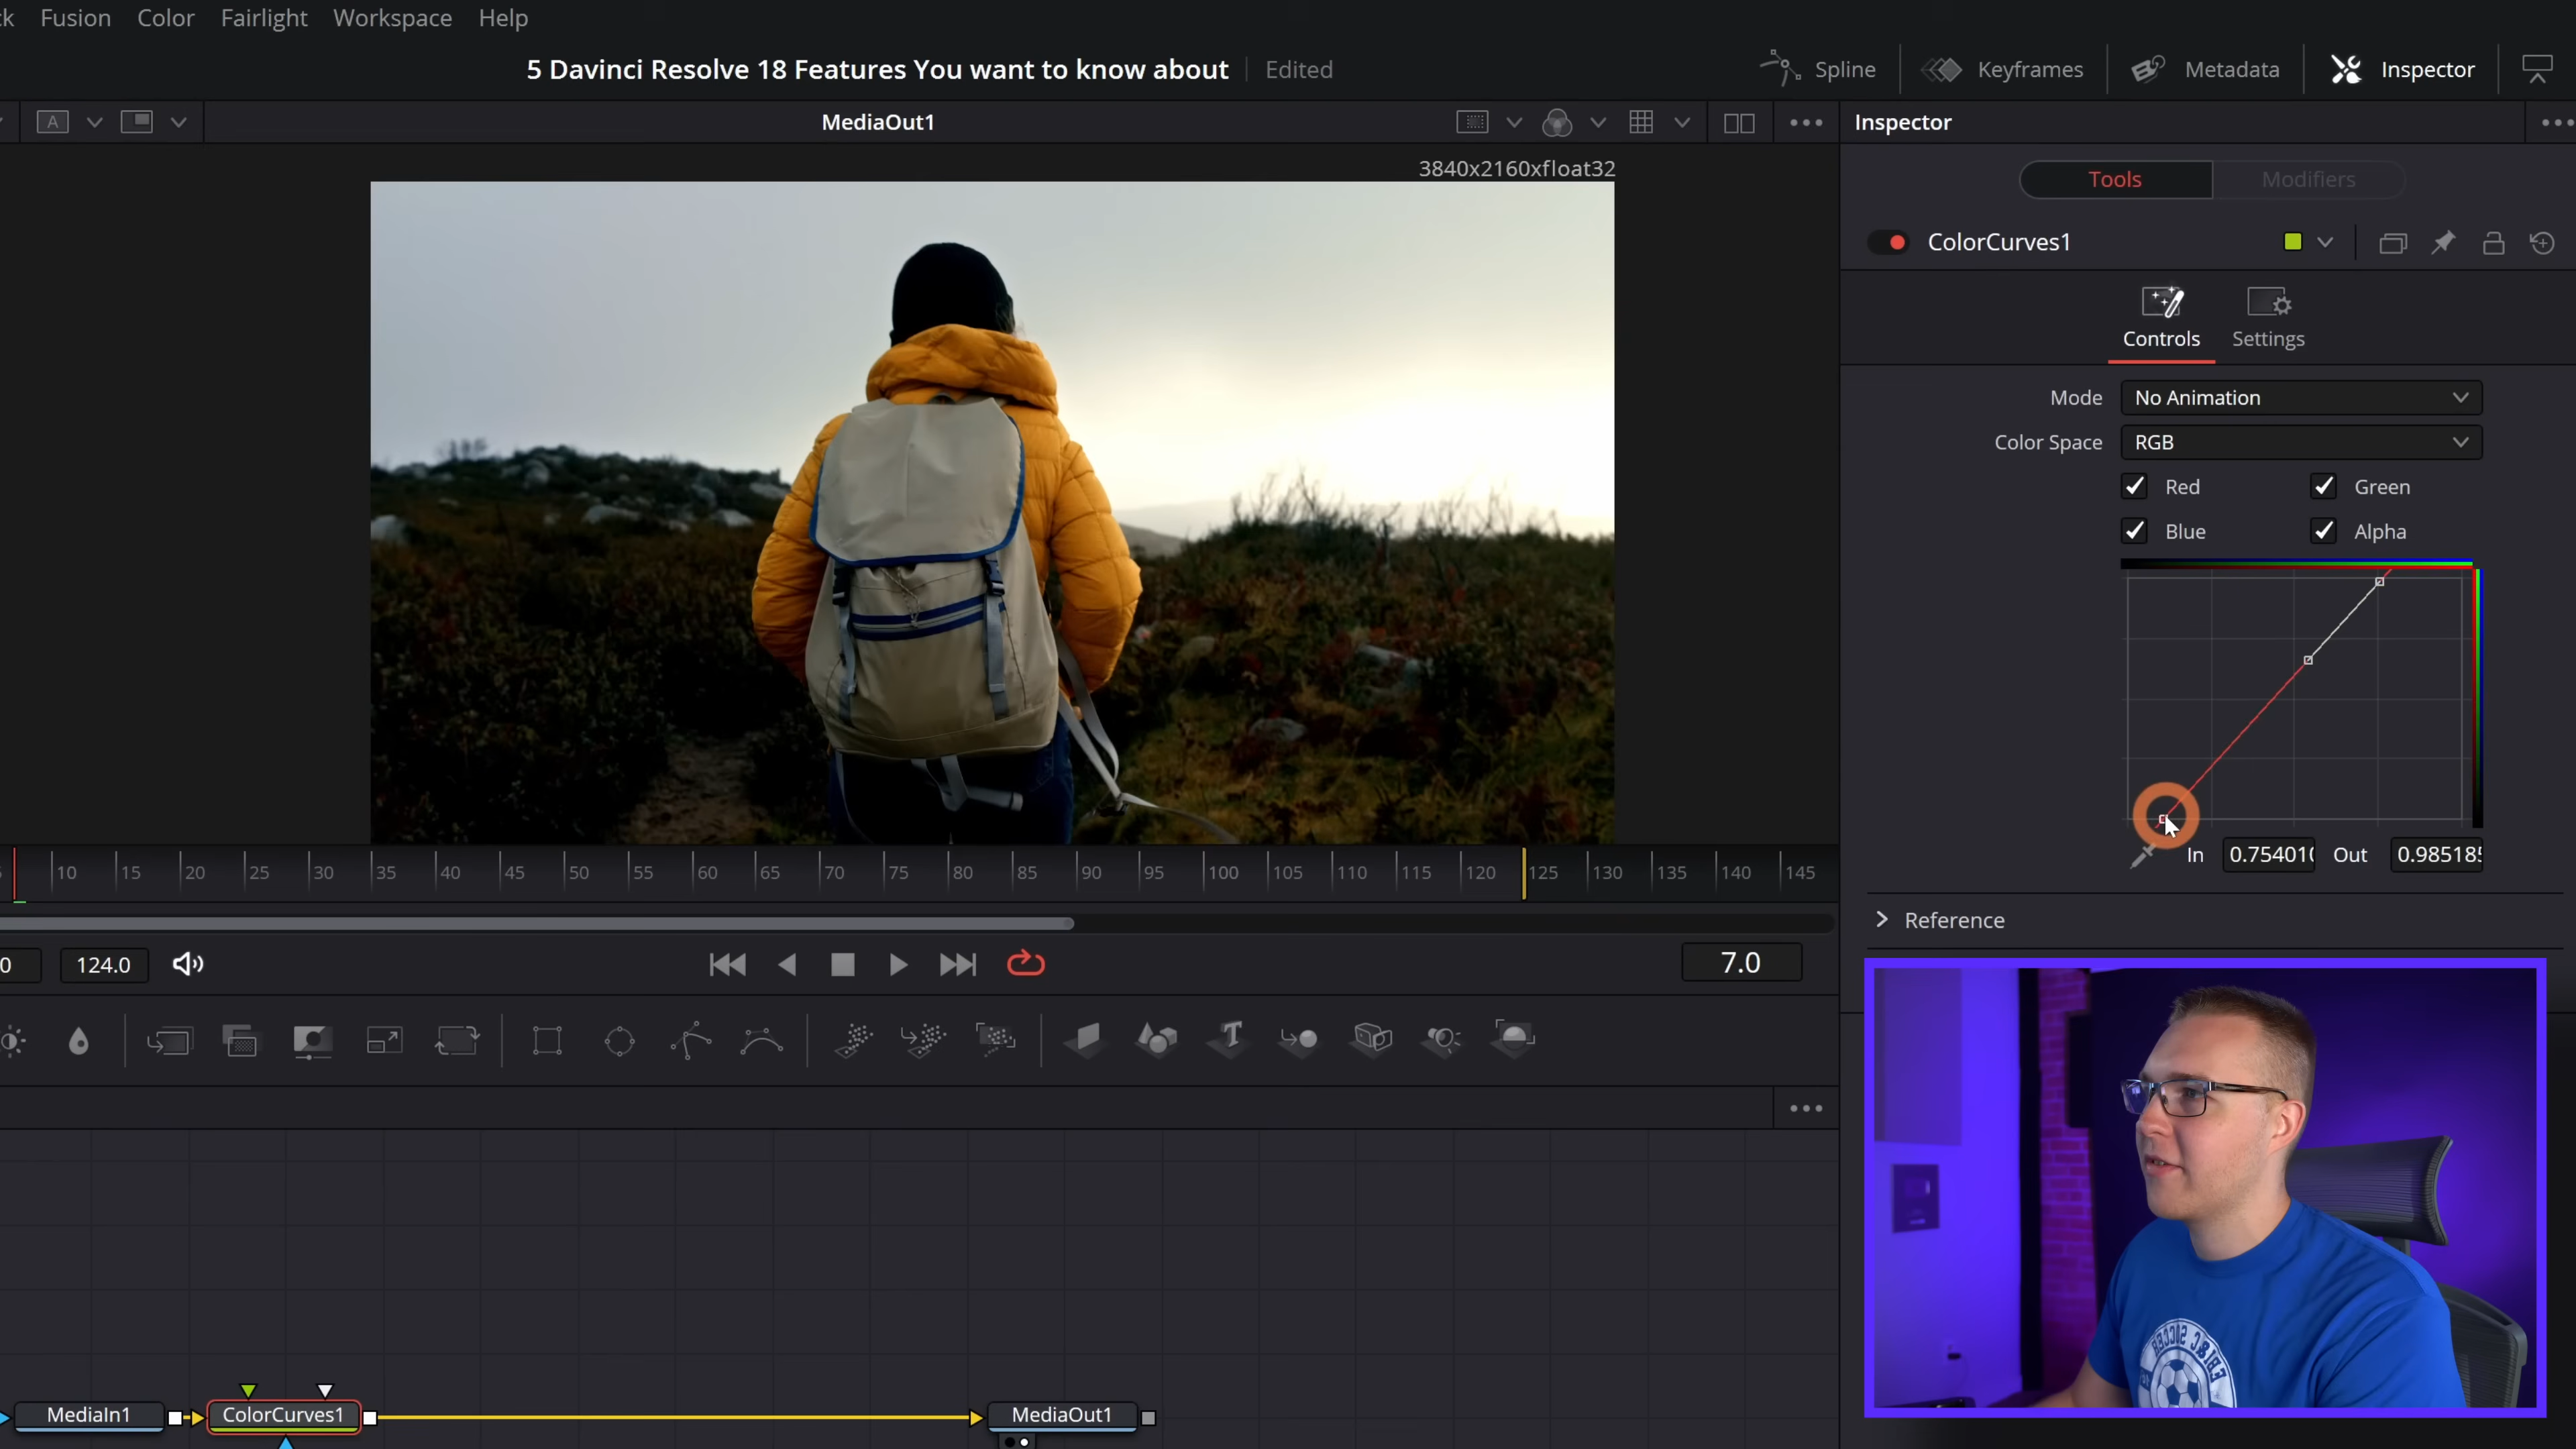 Fusion Color Fairlight Workspace Help
5 Davinci Resolve 18 Features You want to know about Edited
Spline Keyframes Metadata Inspector
A
MediaOut1
Inspector
3840x2160xfloat32
Tools Modifiers
ColorCurves1
Controls Settings
Mode No Animation
Color Space RGB
Red Green
Blue Alpha
In 0.754010 Out 0.985185
10 15 20 25 30 35 40 45 50 55 60 65 70 75 80 85 90 95 100 105 110 115 120 125 130 135 140 145
Reference
0 124.0 7.0
T
MediaIn1 ColorCurves1 MediaOut1